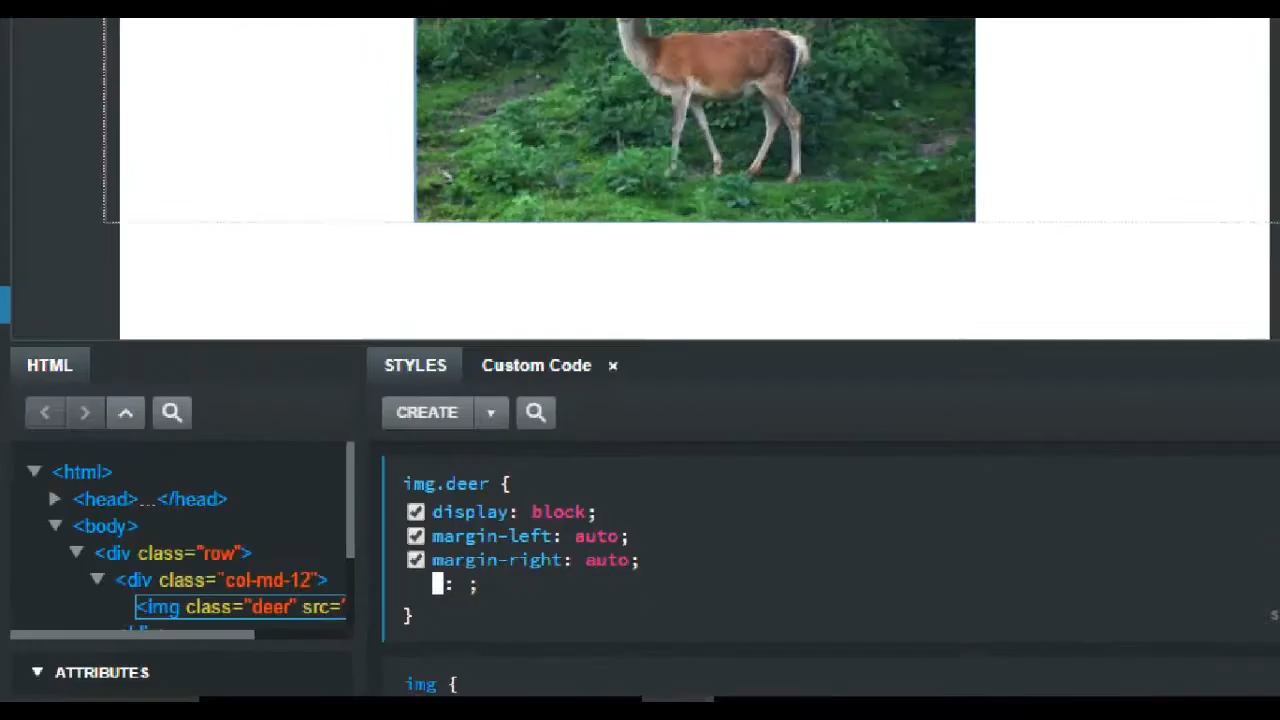 HTML
STYLES
Custom Code ×
CREATE
<html>
<head>...</head>
<body>
<div class="row">
<div class="col-md-12">
<img class="deer" src="
ATTRIBUTES
img.deer {
display: block;
margin-left: auto;
margin-right: auto;
: ;
}
img {